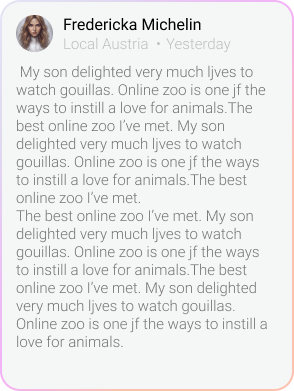 Fredericka Michelin
Local Austria • Yesterday
My son delighted very much ljves to
watch gouillas. Online zoo is one jf the
ways to instill a love for animals.The
best online zoo I’ve met. My son
delighted very much ljves to watch
gouillas. Online zoo is one jf the ways
to instill a love for animals.The best
online zoo I’ve met.
The best online zoo I’ve met. My son
delighted very much ljves to watch
gouillas. Online zoo is one jf the ways
to instill a love for animals.The best
online zoo I’ve met. My son delighted
very much ljves to watch gouillas.
Online zoo is one jf the ways to instill a
love for animals.